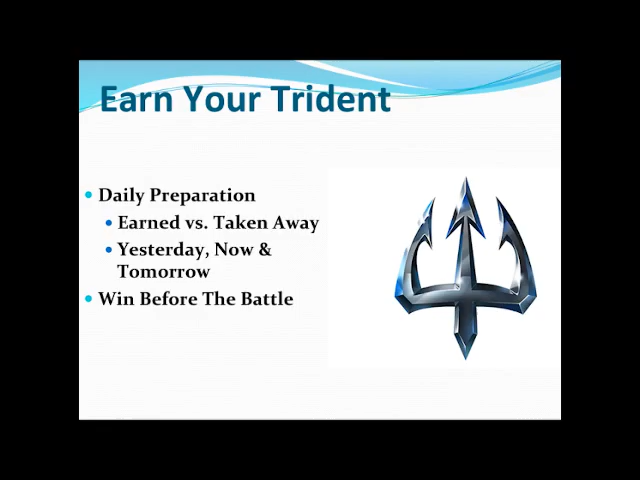 Earn Your Trident
Daily Preparation
Earned vs. Taken Away
Yesterday, Now &
Tomorrow
Win Before The Battle